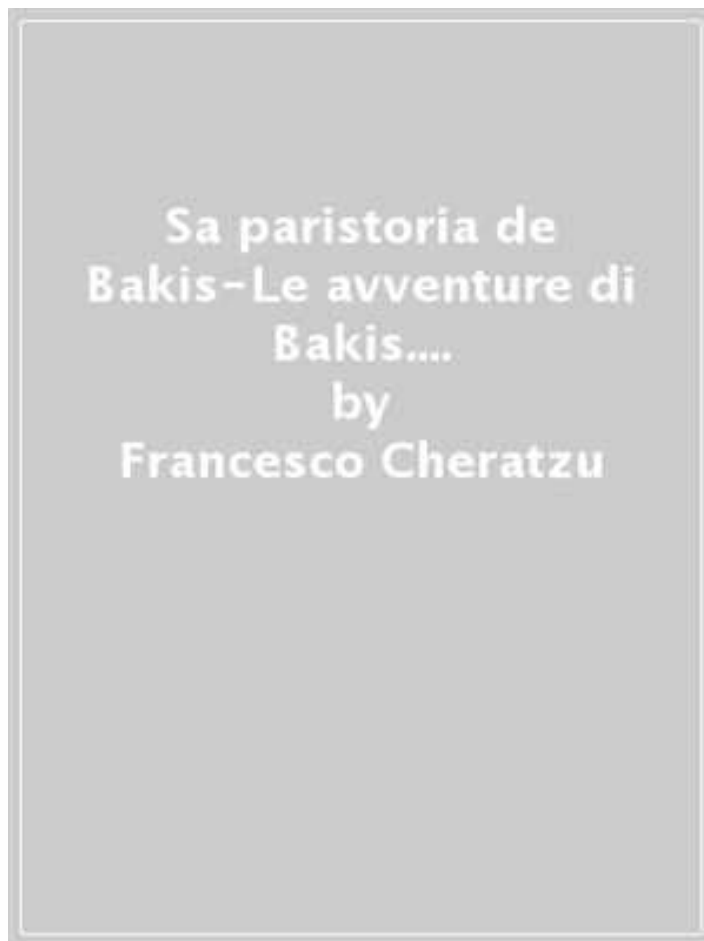 Sa paristoria de
Bakis-Le avventure di
Bakis....
by
Francesco Cheratzu